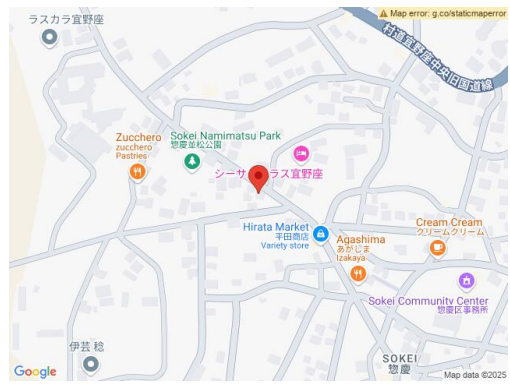 Map error: g.co/staticmaperror
ラスカラ宜野座
村道宜野座中央旧国道線
Zucchero
zucchero
Pastries
Sokei Namimatsu Park
惣慶並松公園
シーサ
ラス宜野座
Hirata Market
平田商店
Variety store
Agashima
あがしま
Izakaya
Cream Cream
クリームクリーム
Sokei Community Center
惣慶区事務所
伊芸 稔
SOKEI
惣慶
Google
Map data ©2025